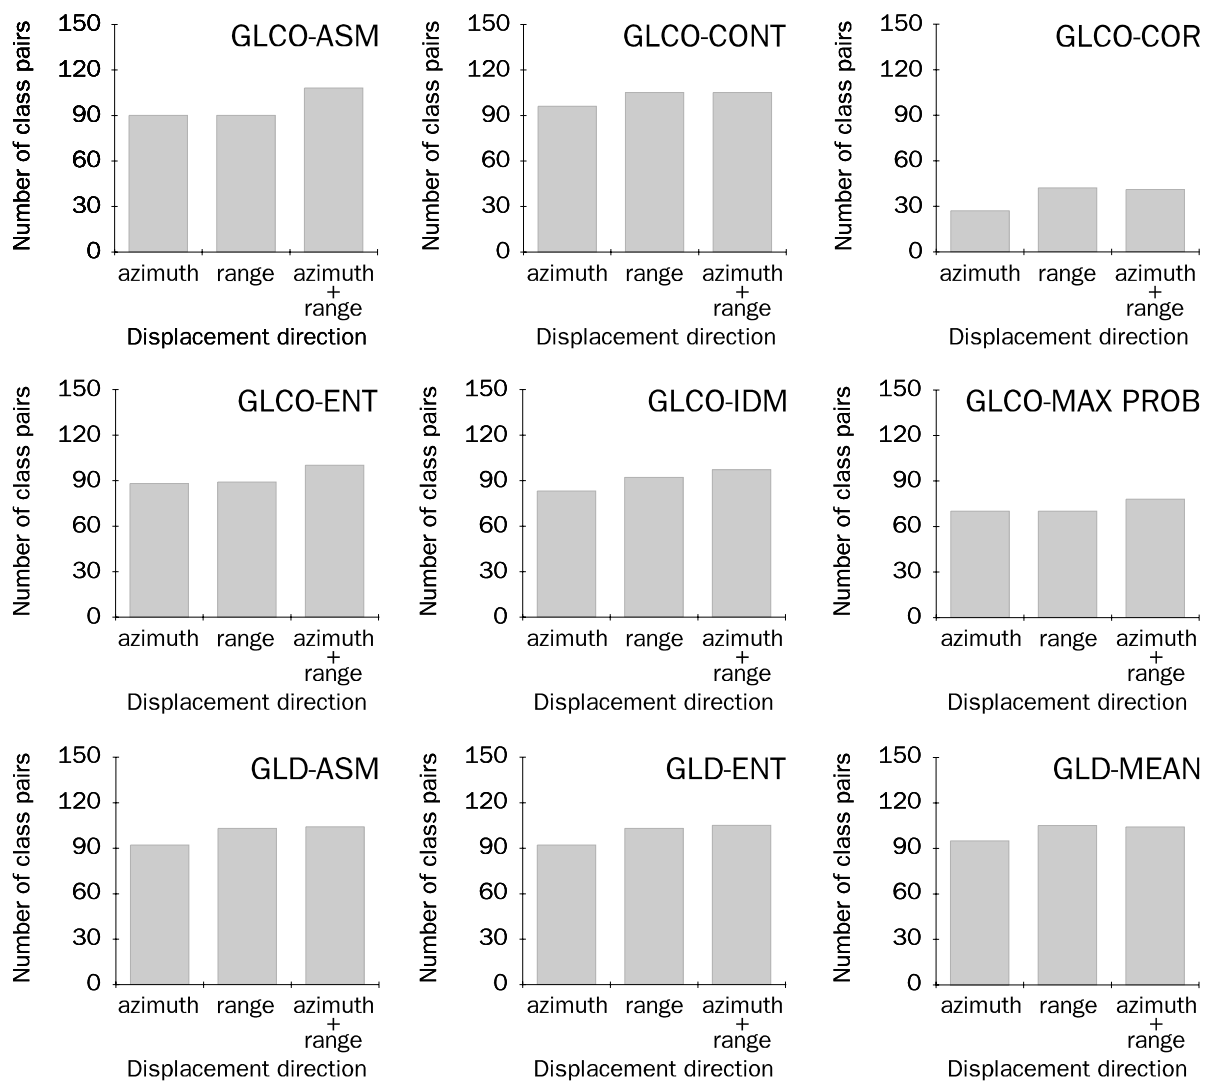 GLCO-ASM
Number of class pairs
150
120
90
60
30
0
azimuth range azimuth
+
range
Displacement direction
GLCO-CONT
Number of class pairs
150
120
90
60
30
0
azimuth range azimuth
+
range
Displacement direction
GLCO-COR
Number of class pairs
150
120
90
60
30
0
azimuth range azimuth
+
range
Displacement direction
GLCO-ENT
Number of class pairs
150
120
90
60
30
0
azimuth range azimuth
+
range
Displacement direction
GLCO-IDM
Number of class pairs
150
120
90
60
30
0
azimuth range azimuth
+
range
Displacement direction
GLCO-MAX PROB
Number of class pairs
150
120
90
60
30
0
azimuth range azimuth
+
range
Displacement direction
GLD-ASM
Number of class pairs
150
120
90
60
30
0
azimuth range azimuth
+
range
Displacement direction
GLD-ENT
Number of class pairs
150
120
90
60
30
0
azimuth range azimuth
+
range
Displacement direction
GLD-MEAN
Number of class pairs
150
120
90
60
30
0
azimuth range azimuth
+
range
Displacement direction